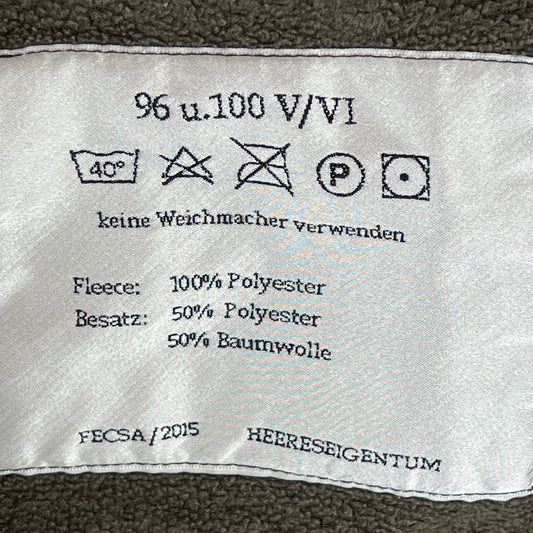 96 u.100 V/VI
40° P
keine Weichmacher verwenden
Fleece: 100% Polyester
Besatz: 50% Polyester
50% Baumwolle
FECSA/2015 HEERESEIGENTUM